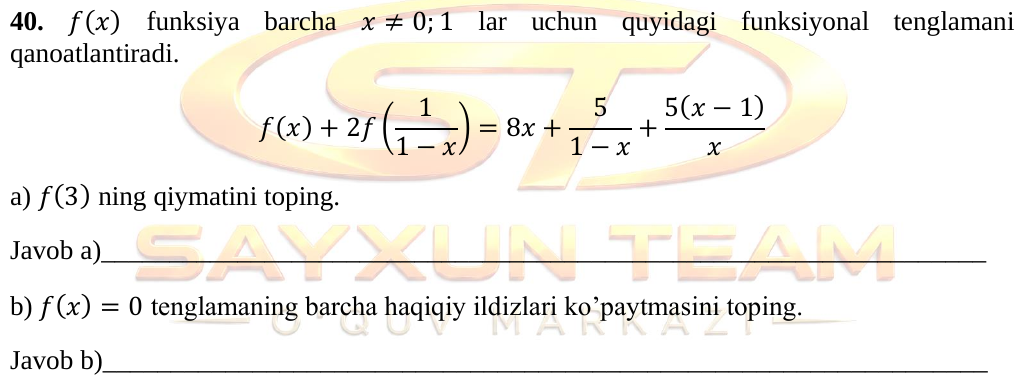 40. f(x) funksiya barcha x ≠ 0; 1 lar uchun quyidagi funksiyonal tenglamani
qanoatlantiradi.
f(x) + 2f(1/(1 − x)) = 8x + 5/(1 − x) + 5(x − 1)/x
a) f(3) ning qiymatini toping.
Javob a)
SAYXUN TEAM
b) f(x) = 0 tenglamaning barcha haqiqiy ildizlari ko’paytmasini toping.
O‘QUV MARKAZI
Javob b)